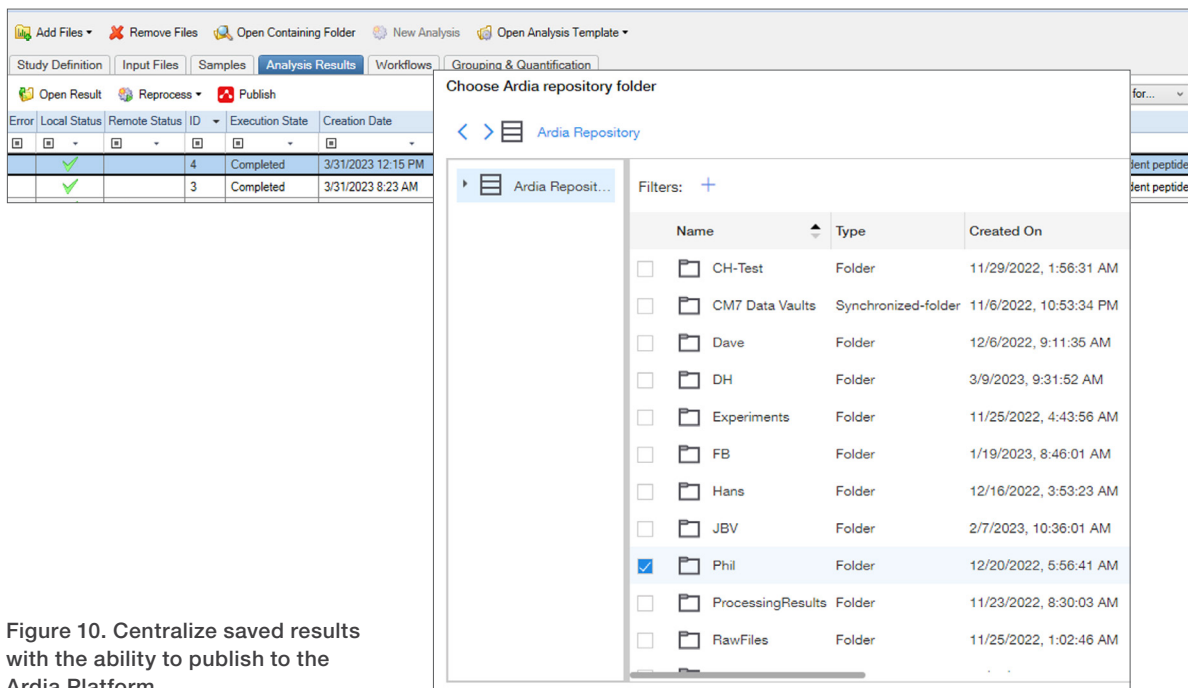 Add Files Remove Files Open Containing Folder New Analysis Open Analysis Template
Study Definition Input Files Samples Analysis Results Workflows Grouping & Quantification
Open Result Reprocess Publish for...
Error Local Status Remote Status ID Execution State Creation Date
4 Completed 3/31/2023 12:15 PM dent peptide
3 Completed 3/31/2023 8:23 AM dent peptide
Choose Ardia repository folder
Ardia Repository
Ardia Reposit... Filters: +
Name Type Created On
CH-Test Folder 11/29/2022, 1:56:31 AM
CM7 Data Vaults Synchronized-folder 11/6/2022, 10:53:34 PM
Dave Folder 12/6/2022, 9:11:35 AM
DH Folder 3/9/2023, 9:31:52 AM
Experiments Folder 11/25/2022, 4:43:56 AM
FB Folder 1/19/2023, 8:46:01 AM
Hans Folder 12/16/2022, 3:53:23 AM
JBV Folder 2/7/2023, 10:36:01 AM
Phil Folder 12/20/2022, 5:56:41 AM
ProcessingResults Folder 11/23/2022, 8:30:03 AM
RawFiles Folder 11/25/2022, 1:02:46 AM
Figure 10. Centralize saved results
with the ability to publish to the
Ardia Platform